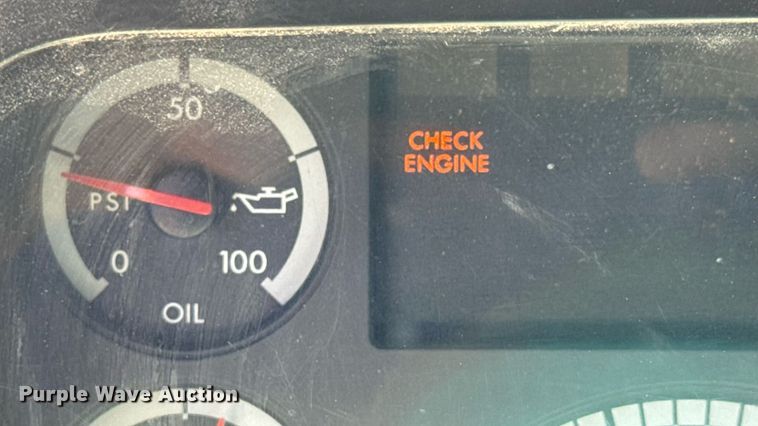 50
CHECK
ENGINE
PSI
0
100
OIL
Purple Wave Auction